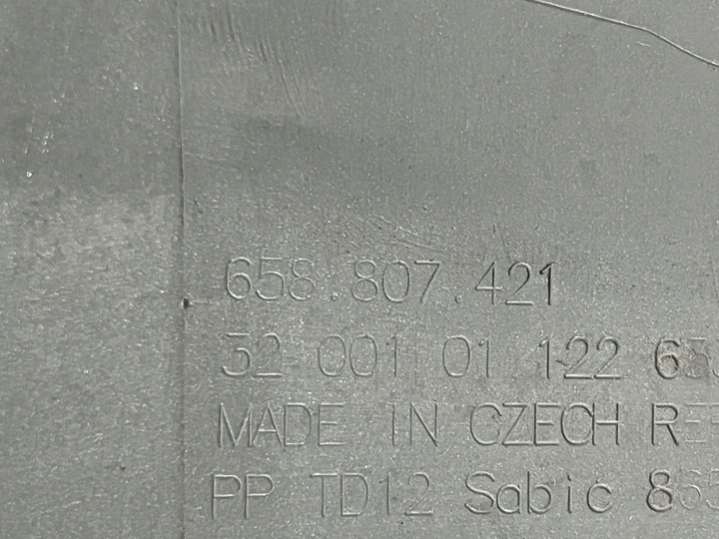 658.807.421
32 001 01 122
MADE IN CZECH
PP TD12 Sabic